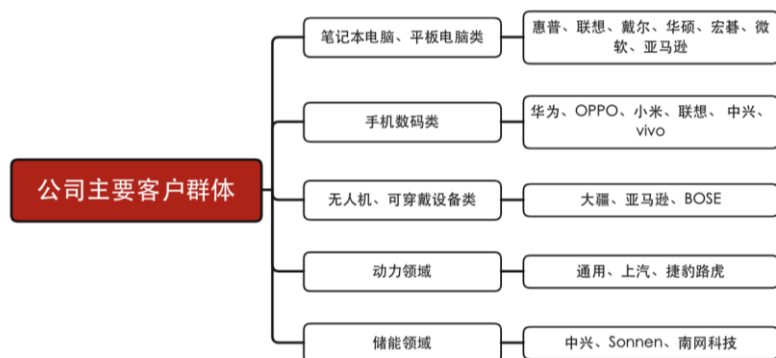 公司主要客户群体
笔记本电脑、平板电脑类
惠普、联想、戴尔、华硕、宏碁、微
软、亚马逊
手机数码类
华为、OPPO、小米、联想、 中兴、
vivo
无人机、可穿戴设备类
大疆、亚马逊、BOSE
动力领域
通用、上汽、捷豹路虎
储能领域
中兴、Sonnen、南网科技